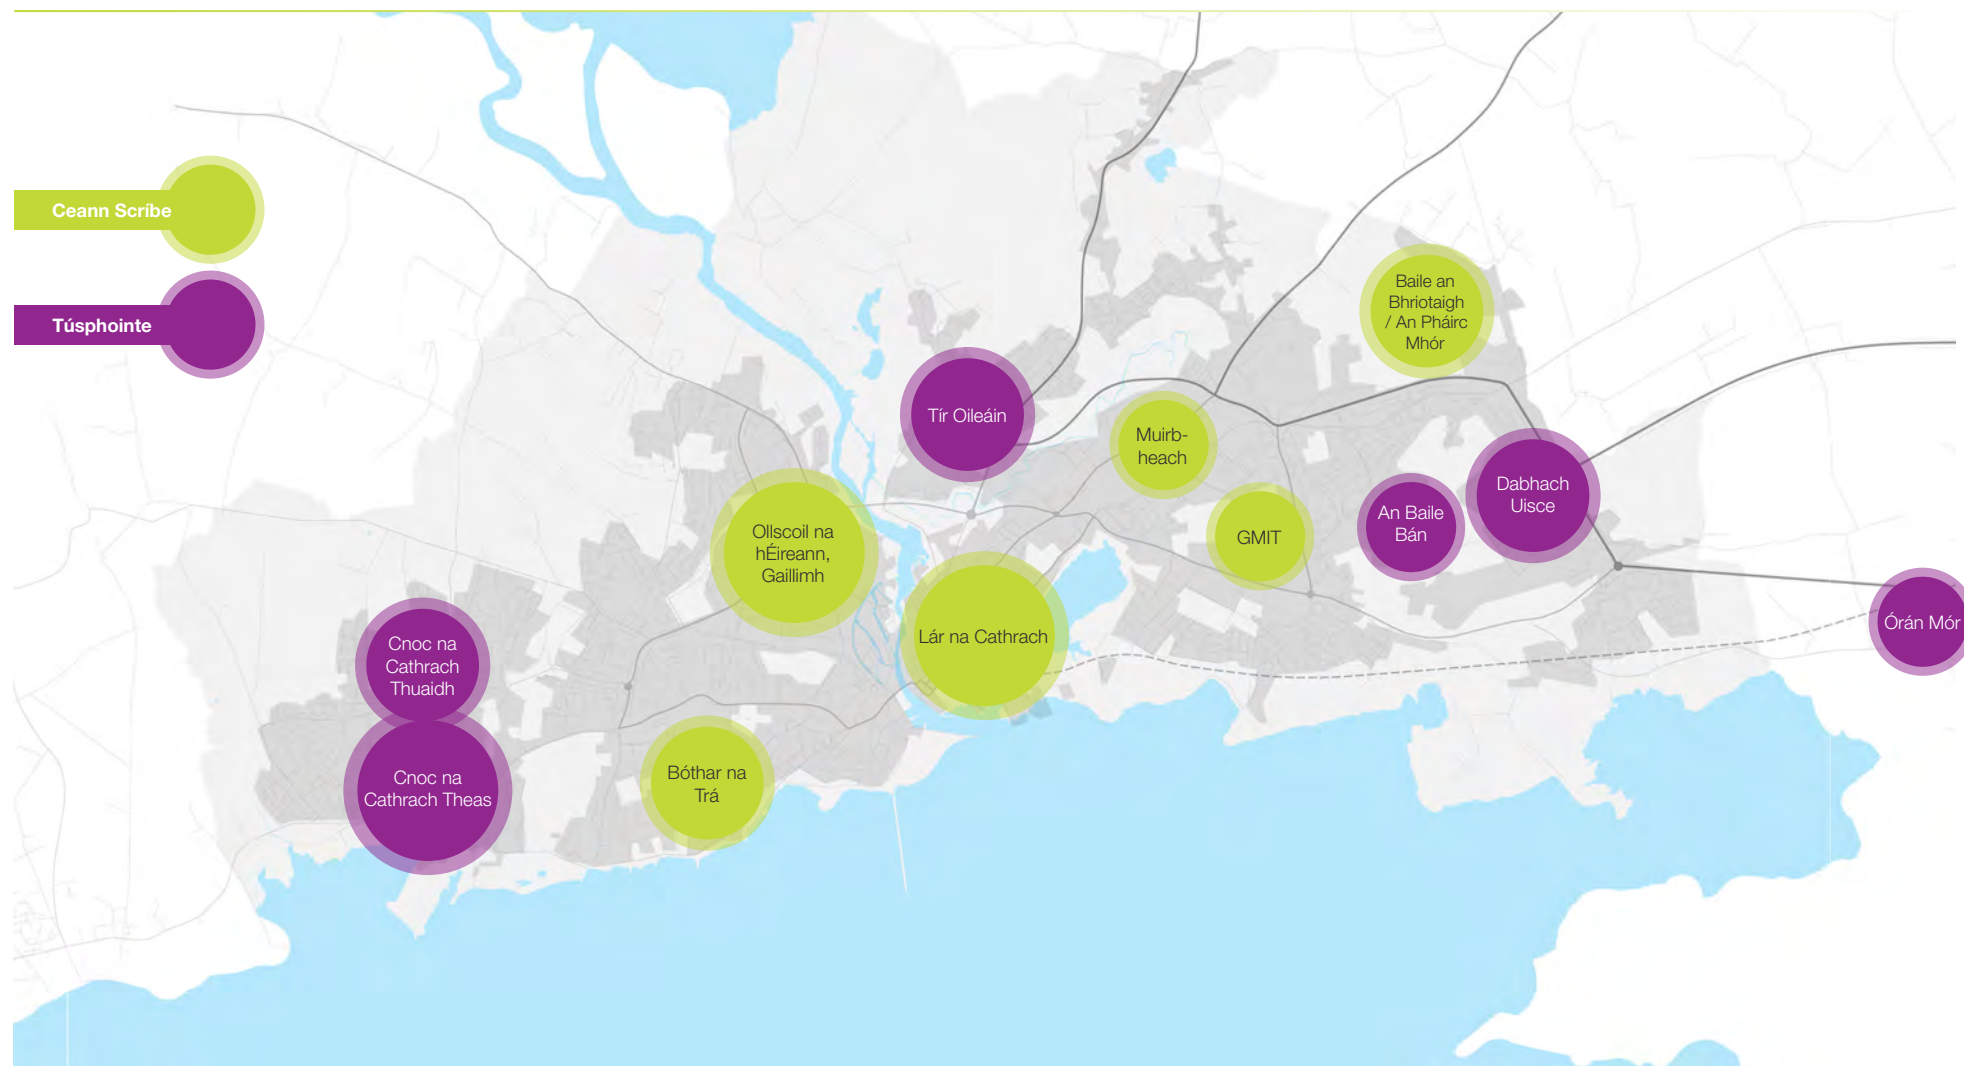 Ceann Scríbe
Túsphointe
Baile an
Bhriotaigh
/ An Pháirc
Mhór
Tír Oileáin
Muirb-
heach
Dabhach
Uisce
An Baile
Bán
GMIT
Ollscoil na
hÉireann,
Gaillimh
Lár na Cathrach
Órán Mór
Cnoc na
Cathrach
Thuaidh
Cnoc na
Cathrach Theas
Bóthar na
Trá